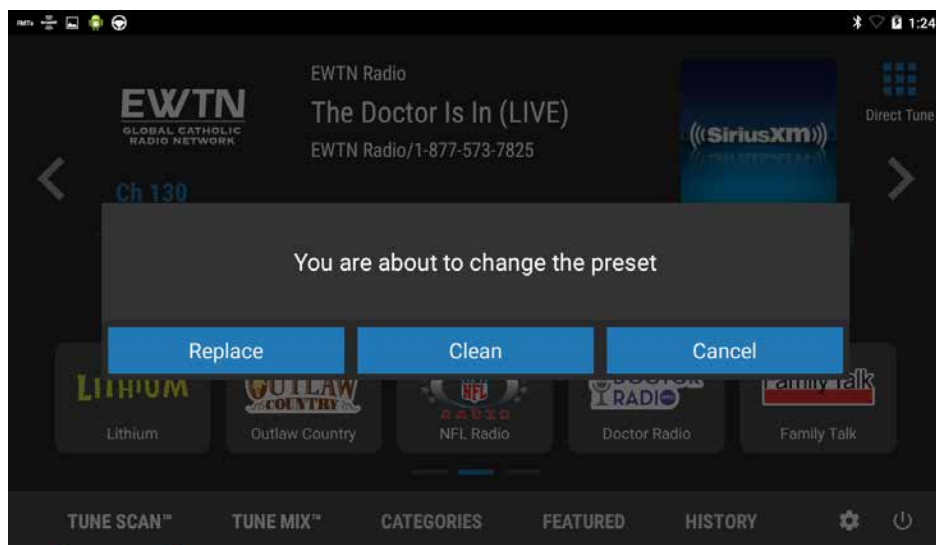 1:24
EWTN Radio
EWTN
GLOBAL CATHOLIC
RADIO NETWORK
The Doctor Is In (LIVE)
EWTN Radio/1-877-573-7825
((SiriusXM))
Direct Tune
Ch 130
You are about to change the preset
Replace
Clean
Cancel
LITHIUM
OUTLAW
COUNTRY
NFL
RADIO
DOCTOR
RADIO
Family Talk
Lithium
Outlaw Country
NFL Radio
Doctor Radio
Family Talk
TUNE SCAN™
TUNE MIX™
CATEGORIES
FEATURED
HISTORY